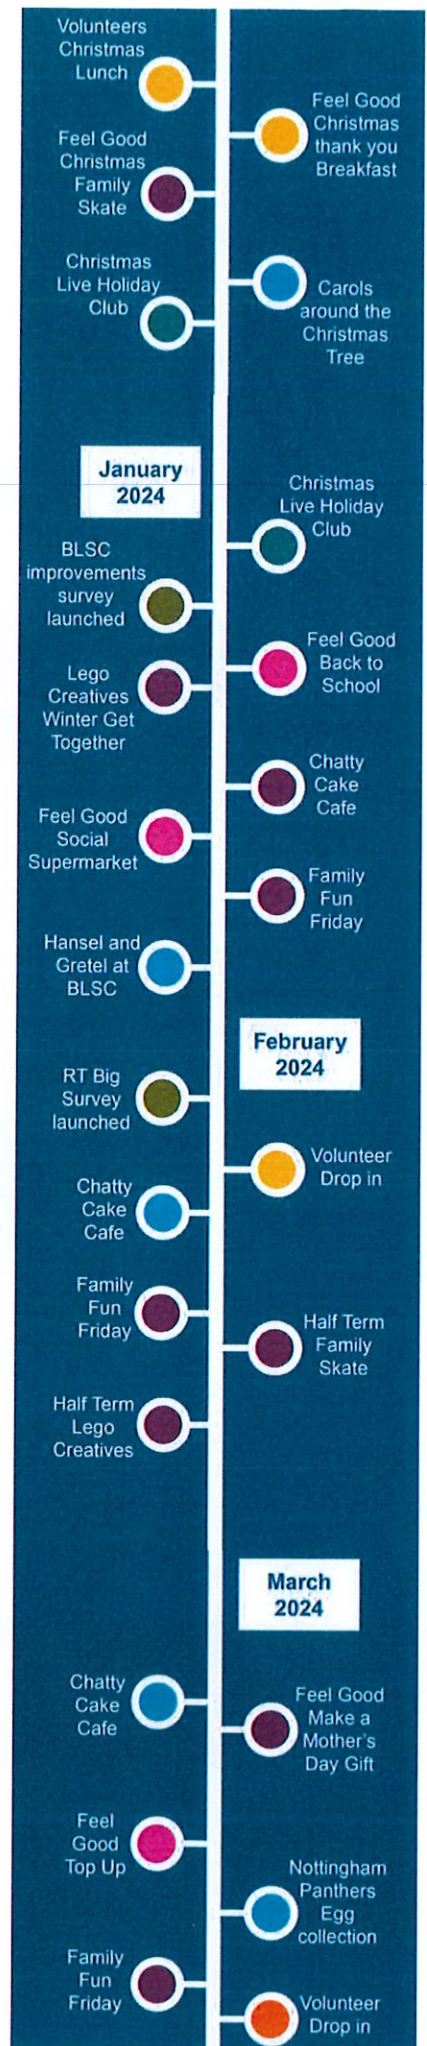 Volunteers
Christmas
Lunch
Feel Good
Christmas
thank you
Breakfast
Feel Good
Christmas
Family
Skate
Christmas
Live Holiday
Club
Carols
around the
Christmas
Tree
January
2024
Christmas
Live Holiday
Club
BLSC
improvements
survey
launched
Feel Good
Back to
School
Lego
Creatives
Winter Get
Together
Chatty
Cake
Cafe
Feel Good
Social
Supermarket
Family
Fun
Friday
Hansel and
Gretel at
BLSC
February
2024
RT Big
Survey
launched
Volunteer
Drop in
Chatty
Cake
Cafe
Family
Fun
Friday
Half Term
Family
Skate
Half Term
Lego
Creatives
March
2024
Chatty
Cake
Cafe
Feel Good
Make a
Mother's
Day Gift
Feel
Good
Top Up
Nottingham
Panthers
Egg
collection
Family
Fun
Friday
Volunteer
Drop in